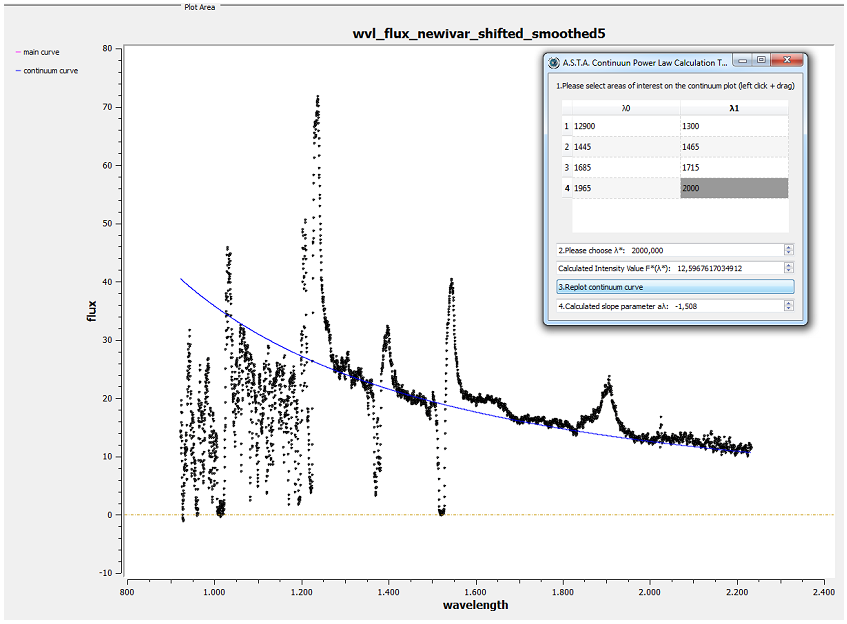 Plot Area
wvl_flux_newivar_shifted_smoothed5
main curve
continuum curve
80
70
60
50
40
30
20
10
0
-10
flux
800
1.000
1.200
1.400
1.600
1.800
2.000
2.200
2.400
wavelength
A.S.T.A. Continuun Power Law Calculation T...
1.Please select areas of interest on the continuum plot (left click + drag)
λ0 λ1
1 12900 1300
2 1445 1465
3 1685 1715
4 1965 2000
2.Please choose λ*: 2000,000
Calculated Intensity Value F*(λ*): 12,5967617034912
3.Replot continuum curve
4.Calculated slope parameter aλ: -1,508